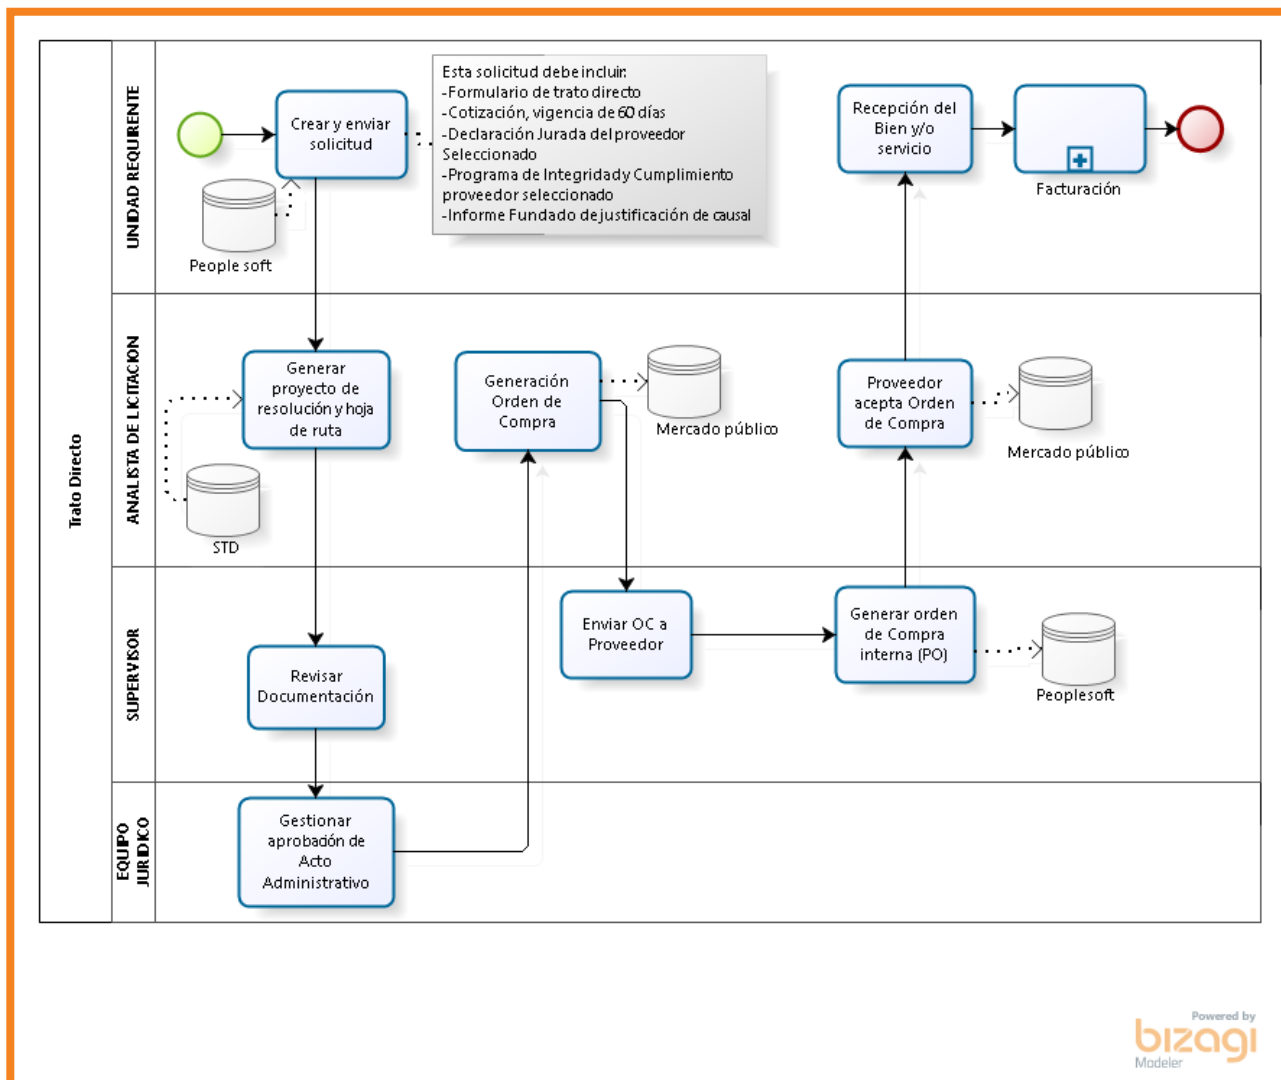 Trato Directo
UNIDAD REQUIRENTE
Crear y enviar
solicitud
People soft
Esta solicitud debe incluir:
-Formulario de trato directo
-Cotización, vigencia de 60 días
-Declaración Jurada del proveedor
Seleccionado
-Programa de Integridad y Cumplimiento
proveedor seleccionado
-Informe Fundado de justificación de causal
Recepción del
Bien y/o
servicio
Facturación
ANALISTA DE LICITACION
Generar
proyecto de
resolución y hoja
de ruta
STD
Generación
Orden de
Compra
Mercado público
Proveedor
acepta Orden
de Compra
Mercado público
SUPERVISOR
Revisar
Documentación
Enviar OC a
Proveedor
Generar orden
de Compra
interna (PO)
Peoplesoft
EQUIPO
JURIDICO
Gestionar
aprobación de
Acto
Administrativo
Powered by
bizagi
Modeler